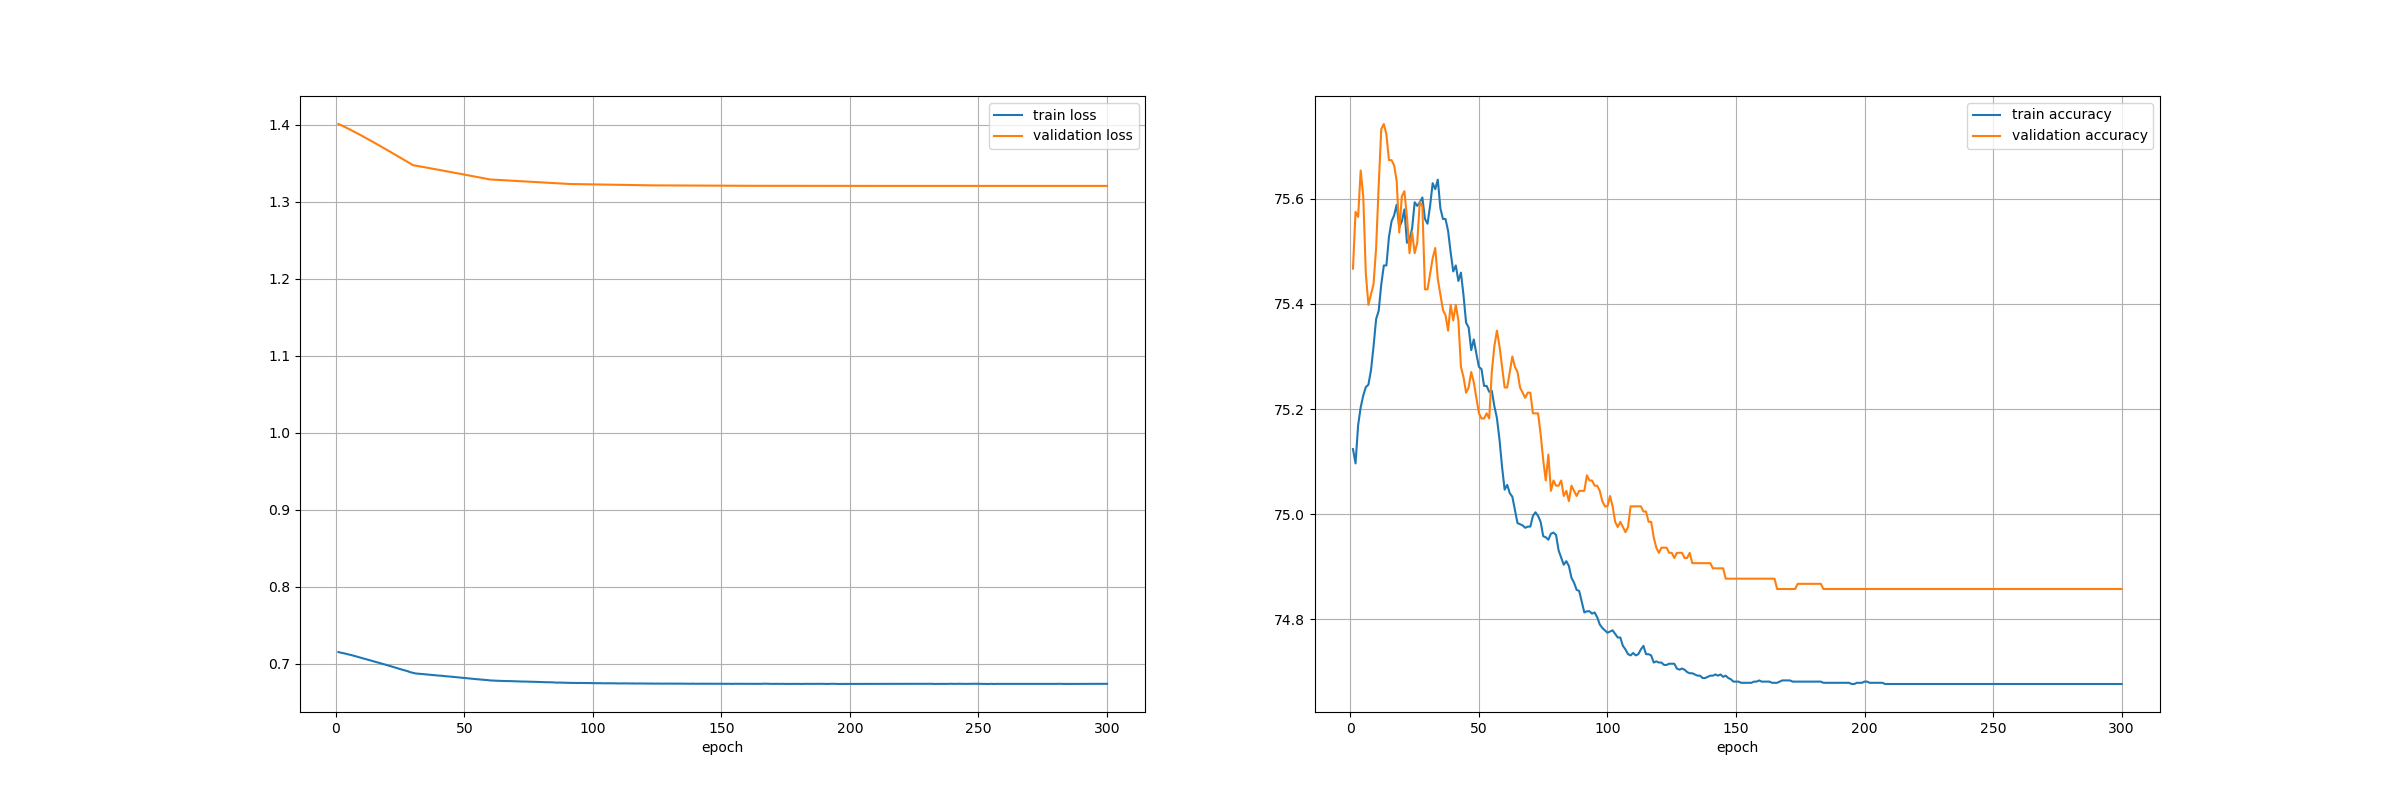 train loss
validation loss
1.4
1.3
1.2
1.1
1.0
0.9
0.8
0.7
0 50 100 150 200 250 300
epoch
train accuracy
validation accuracy
75.6
75.4
75.2
75.0
74.8
0 50 100 150 200 250 300
epoch